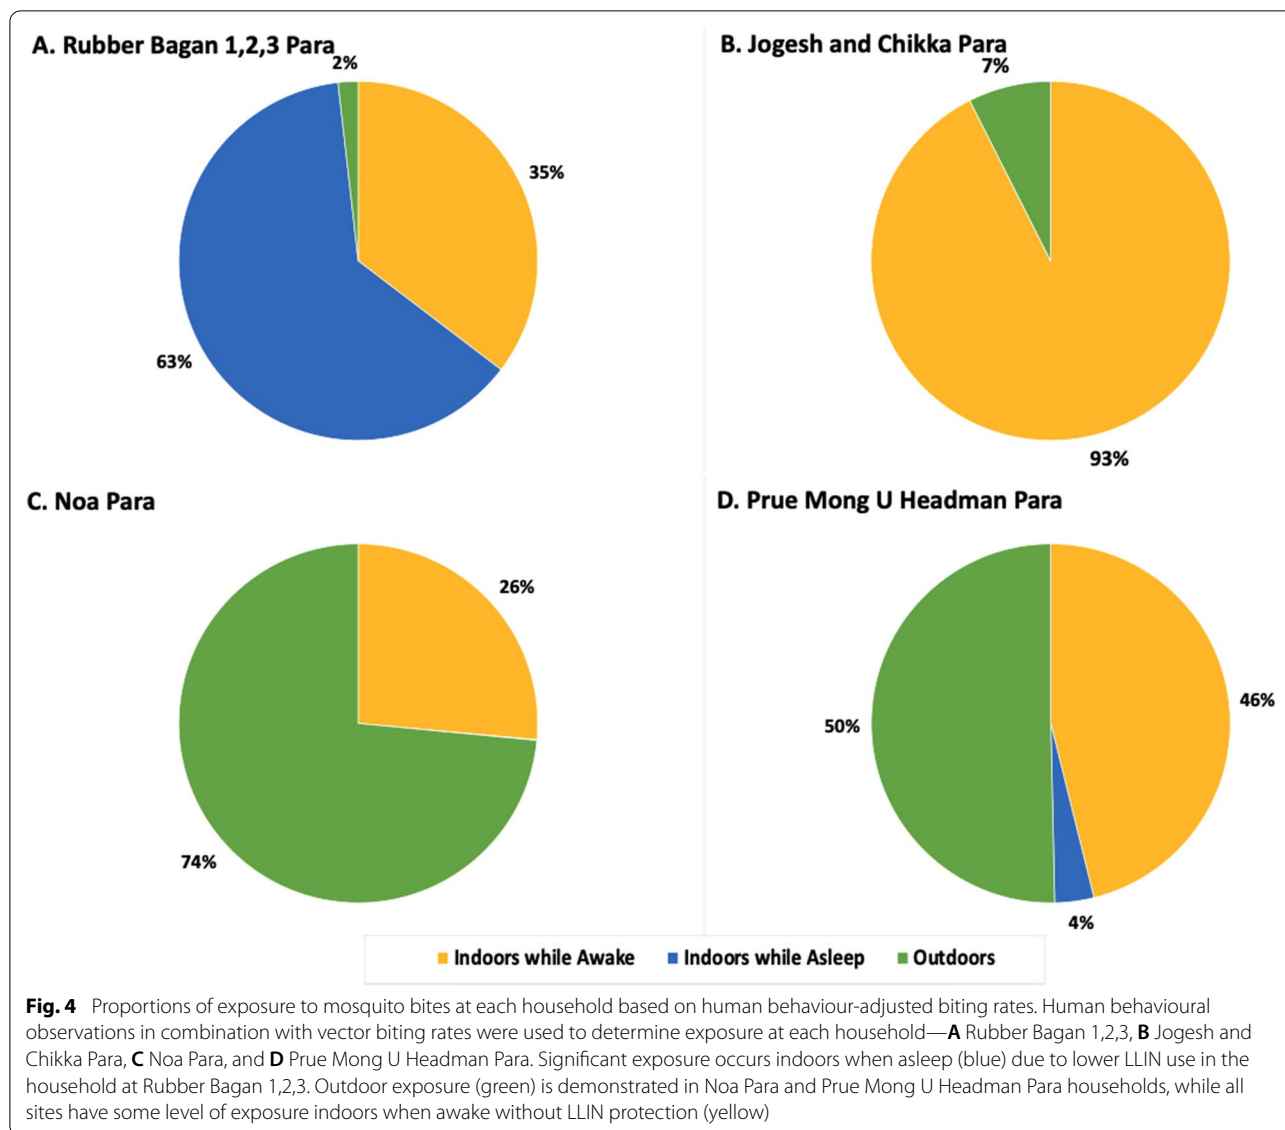 A. Rubber Bagan 1,2,3 Para
2%
35%
63%
B. Jogesh and Chikka Para
7%
93%
C. Noa Para
26%
74%
D. Prue Mong U Headman Para
46%
50%
4%
Indoors while Awake Indoors while Asleep Outdoors
Fig. 4 Proportions of exposure to mosquito bites at each household based on human behaviour-adjusted biting rates. Human behavioural
observations in combination with vector biting rates were used to determine exposure at each household—A Rubber Bagan 1,2,3, B Jogesh and
Chikka Para, C Noa Para, and D Prue Mong U Headman Para. Significant exposure occurs indoors when asleep (blue) due to lower LLIN use in the
household at Rubber Bagan 1,2,3. Outdoor exposure (green) is demonstrated in Noa Para and Prue Mong U Headman Para households, while all
sites have some level of exposure indoors when awake without LLIN protection (yellow)